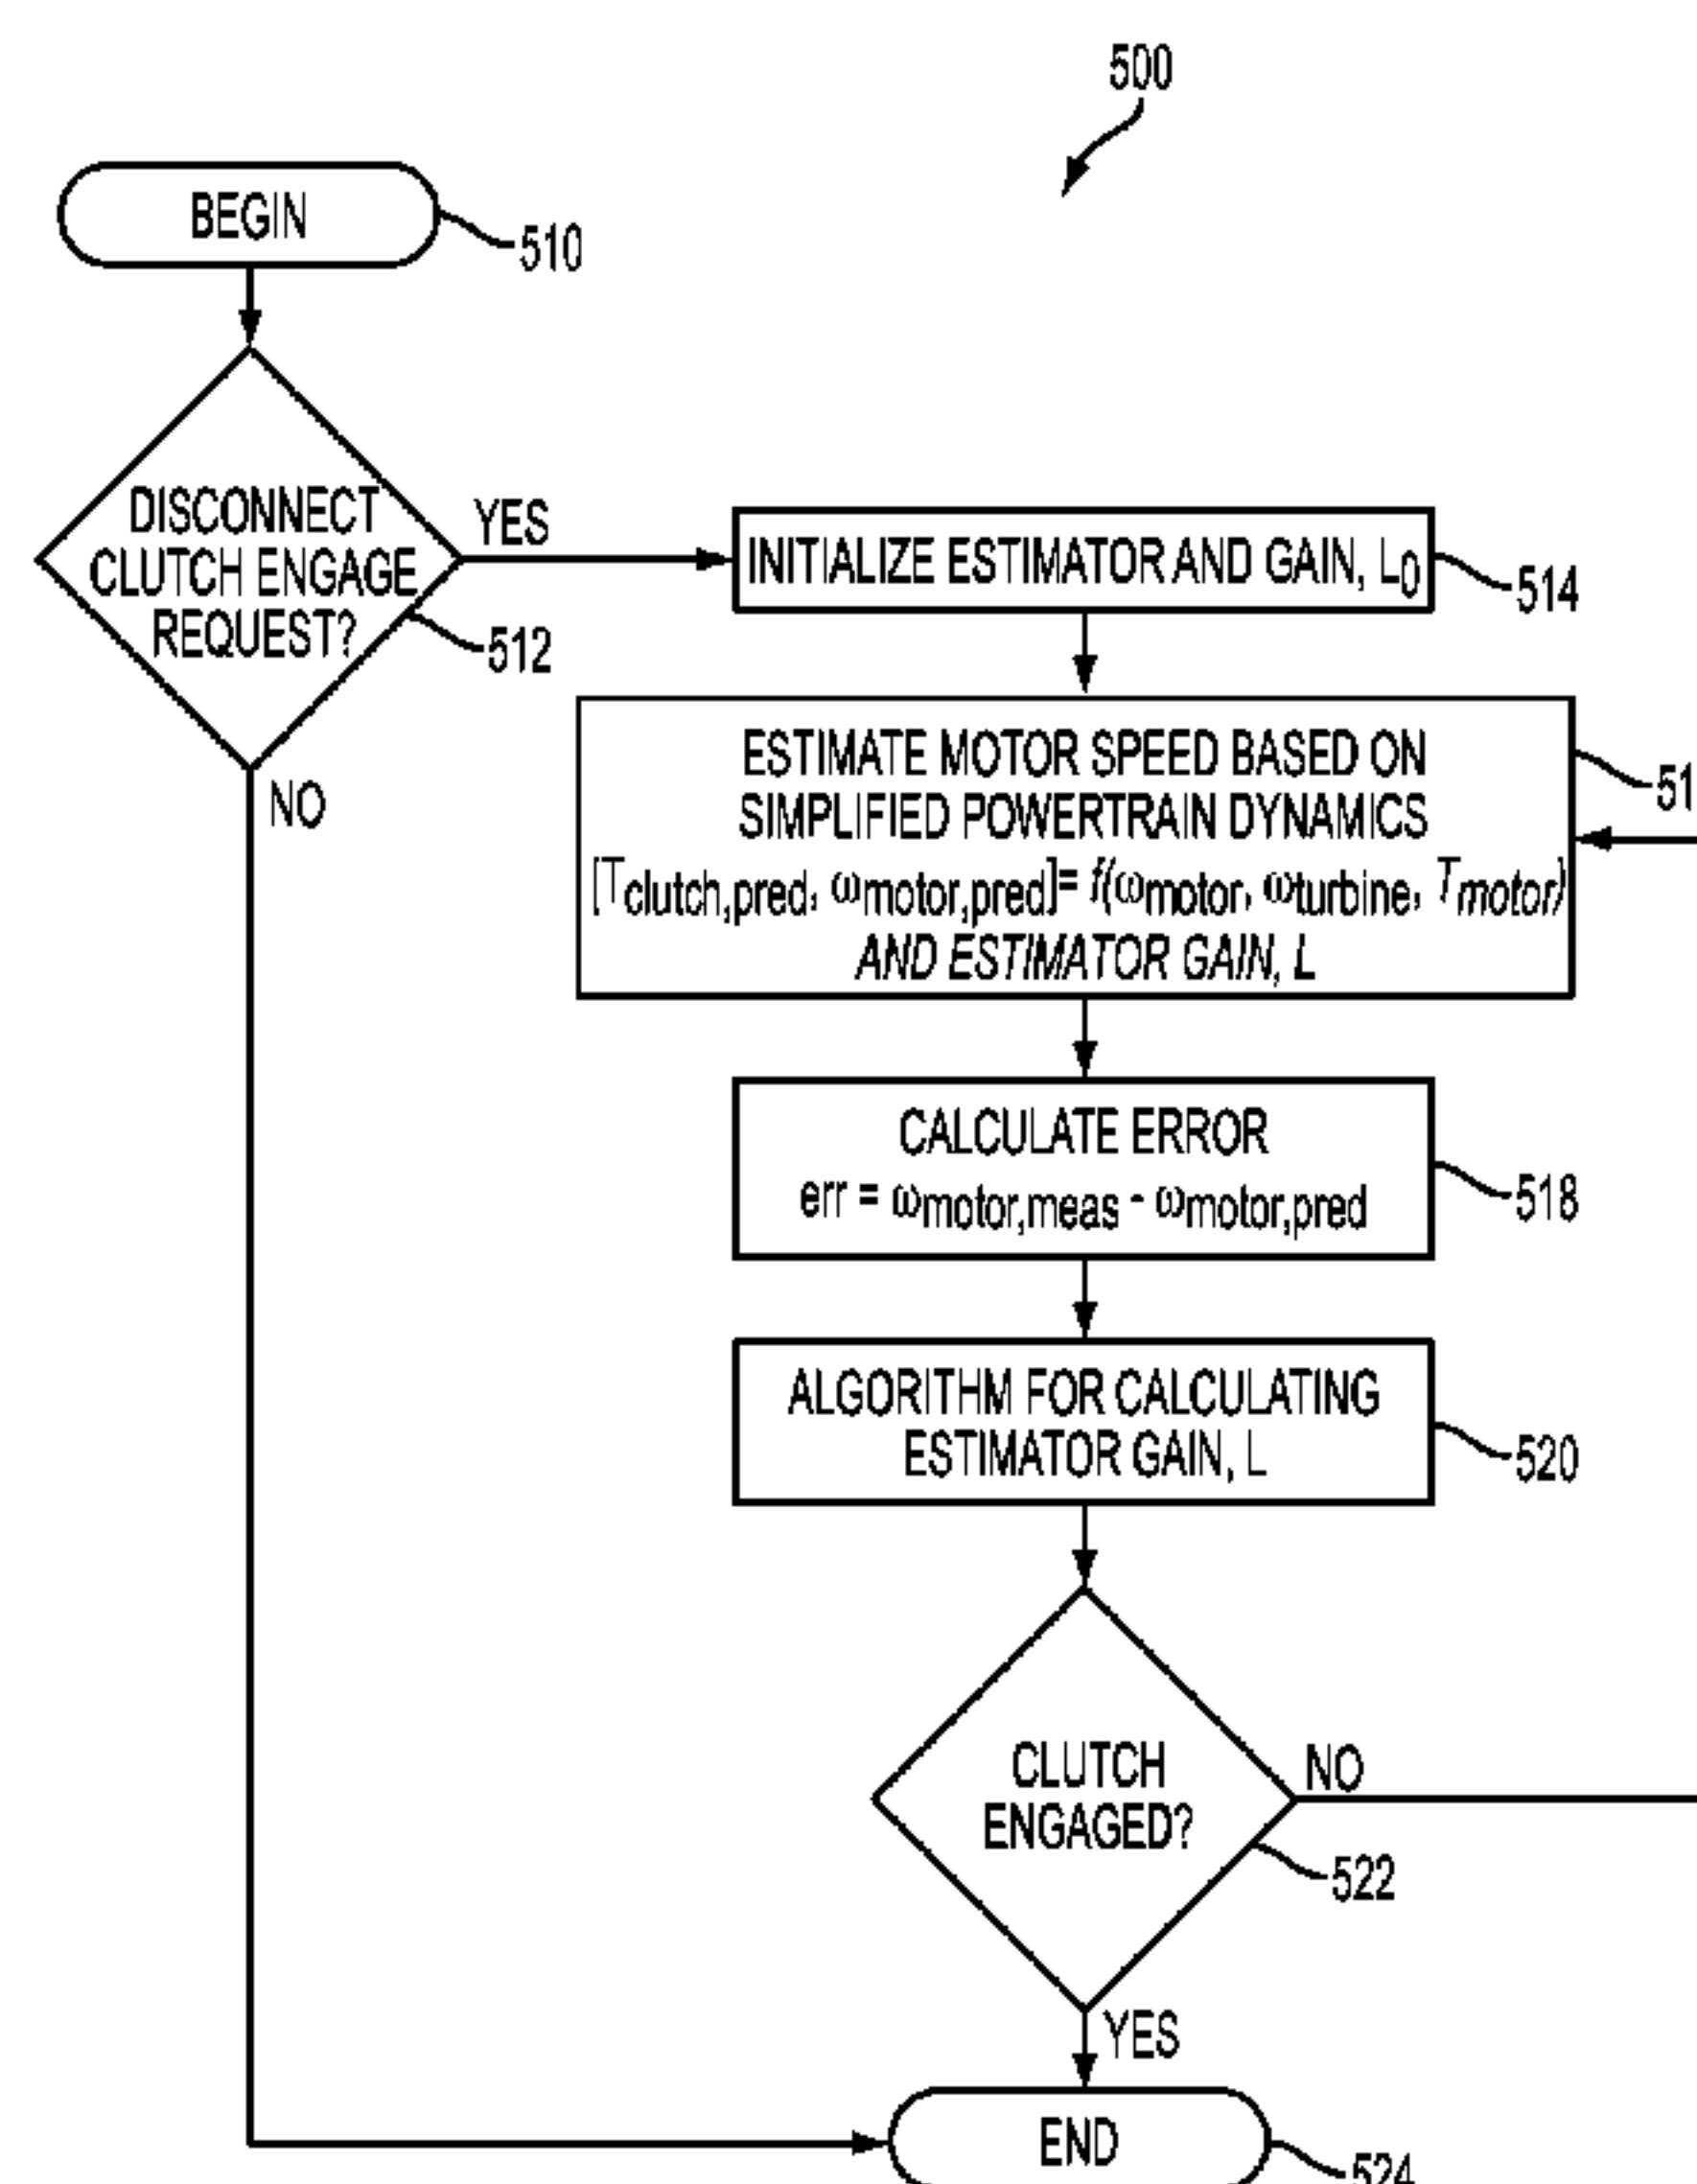 500
BEGIN
510
DISCONNECT
CLUTCH ENGAGE
REQUEST?
512
YES
NO
INITIALIZE ESTIMATOR AND GAIN, L0
514
ESTIMATE MOTOR SPEED BASED ON
SIMPLIFIED POWERTRAIN DYNAMICS
[Tclutch,pred, ωmotor,pred]= f(ωmotor, ωturbine, Tmotor)
AND ESTIMATOR GAIN, L
51
CALCULATE ERROR
err = ωmotor,meas - ωmotor,pred
518
ALGORITHM FOR CALCULATING
ESTIMATOR GAIN, L
520
CLUTCH
ENGAGED?
NO
522
YES
END
524